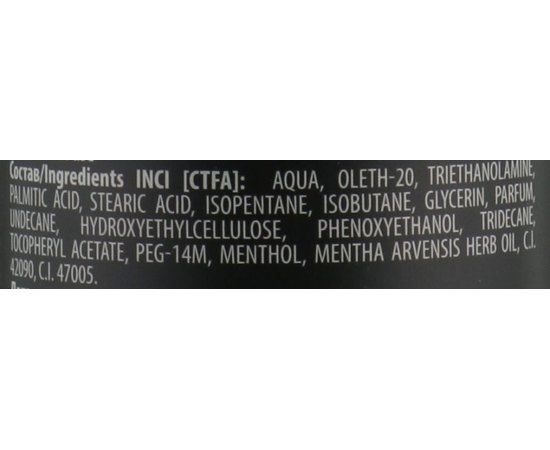 Состав/Ingredients INCI [CTFA]: AQUA, OLETH-20, TRIETHANOLAMINE,
PALMITIC ACID, STEARIC ACID, ISOPENTANE, ISOBUTANE, GLYCERIN, PARFUM,
UNDECANE, HYDROXYETHYLCELLULOSE, PHENOXYETHANOL, TRIDECANE,
TOCOPHERYL ACETATE, PEG-14M, MENTHOL, MENTHA ARVENSIS HERB OIL, C.I.
42090, C.I. 47005.